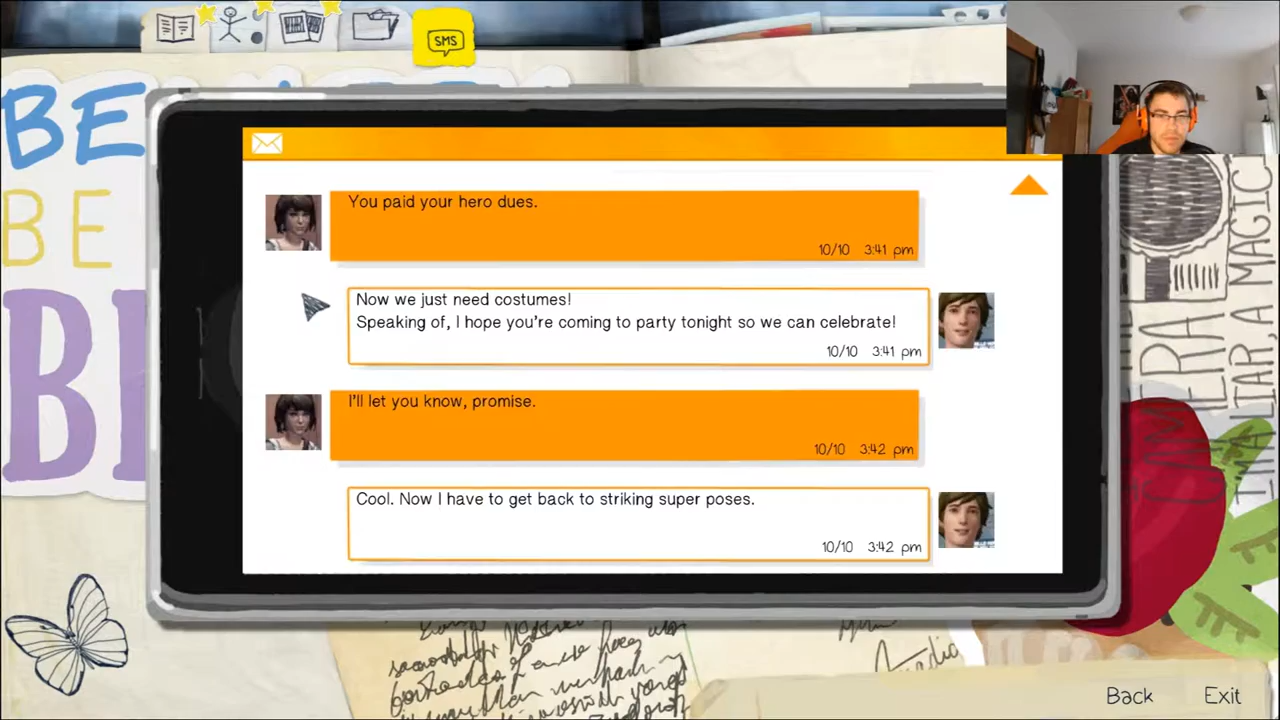 SMS
You paid your hero dues.
10/10 3:41 pm
Now we just need costumes!
Speaking of, I hope you're coming to party tonight so we can celebrate!
10/10 3:41 pm
I'll let you know, promise.
10/10 3:42 pm
Cool. Now I have to get back to striking super poses.
10/10 3:42 pm
BE
BE
Back
Exit